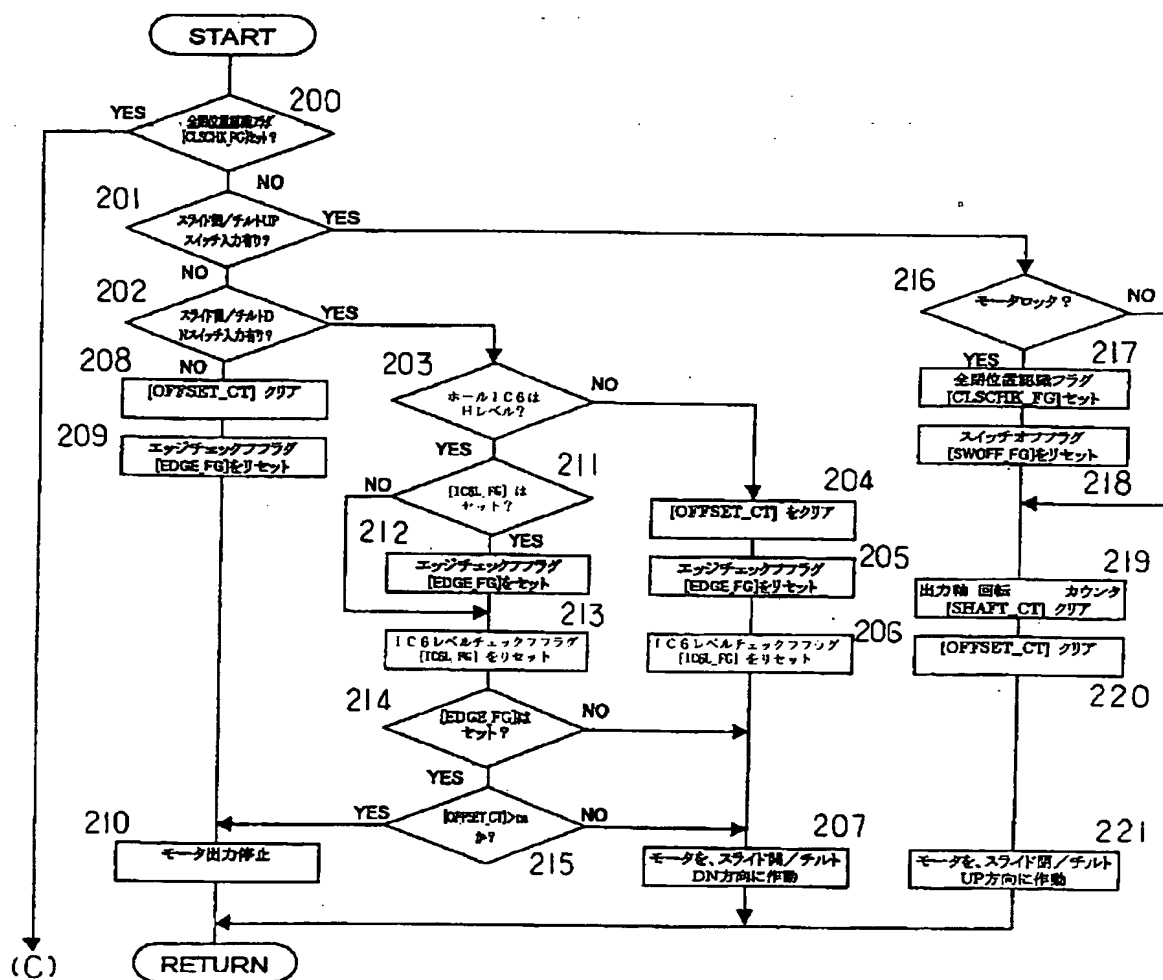 START
200
YES
[CLSCHK_FG]セット?
NO
201
スライド閉/チルトUP
スイッチ入力有り?
YES
NO
202
スライド開/チルトD
Nスイッチ入力有り?
YES
NO
208
[OFFSET_CT] クリア
209
エッジチェックフフラグ
[EDGE_FG]をリセット
203
ホールIC6は
Hレベル?
NO
YES
211
[ICSL_FG] は
セット?
NO
YES
212
エッジチェックフフラグ
[EDGE_FG]をセット
213
IC6レベルチェックフフラグ
[ICSL_FG] をリセット
214
[EDGE_FG]は
セット?
NO
YES
215
[OFFSET_CT]>
か?
YES
NO
204
[OFFSET_CT] をクリア
205
エッジチェックフフラグ
[EDGE_FG]をリセット
206
IC6レベルチェックフフラグ
[ICSL_FG] をリセット
207
モータを、スライド開/チルト
DN方向に作動
216
モータロック?
NO
YES
217
全閉位置認識フラグ
[CLSCHK_FG]セット
スイッチオフフラグ
[SWOFF_FG]をリセット
218
219
出力軸 回転 カウンタ
[SHAFT_CT] クリア
[OFFSET_CT] クリア
220
221
モータを、スライド閉/チルト
UP方向に作動
210
モータ出力停止
RETURN
(C)